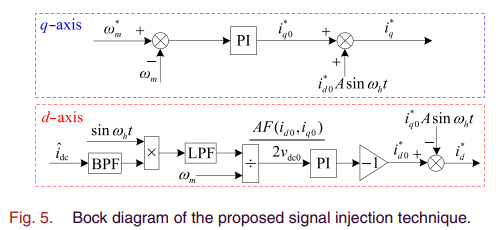 q-axis
ω*m + − ωm PI i*q0 + + i*d0 A sin ωht i*q
d-axis
sin ωht
i*q0 A sin ωht
îdc BPF × LPF ωm ÷ AF(id0, iq0) / 2vdc0 PI −1 i*d0 + − i*d
Fig. 5. Bock diagram of the proposed signal injection technique.